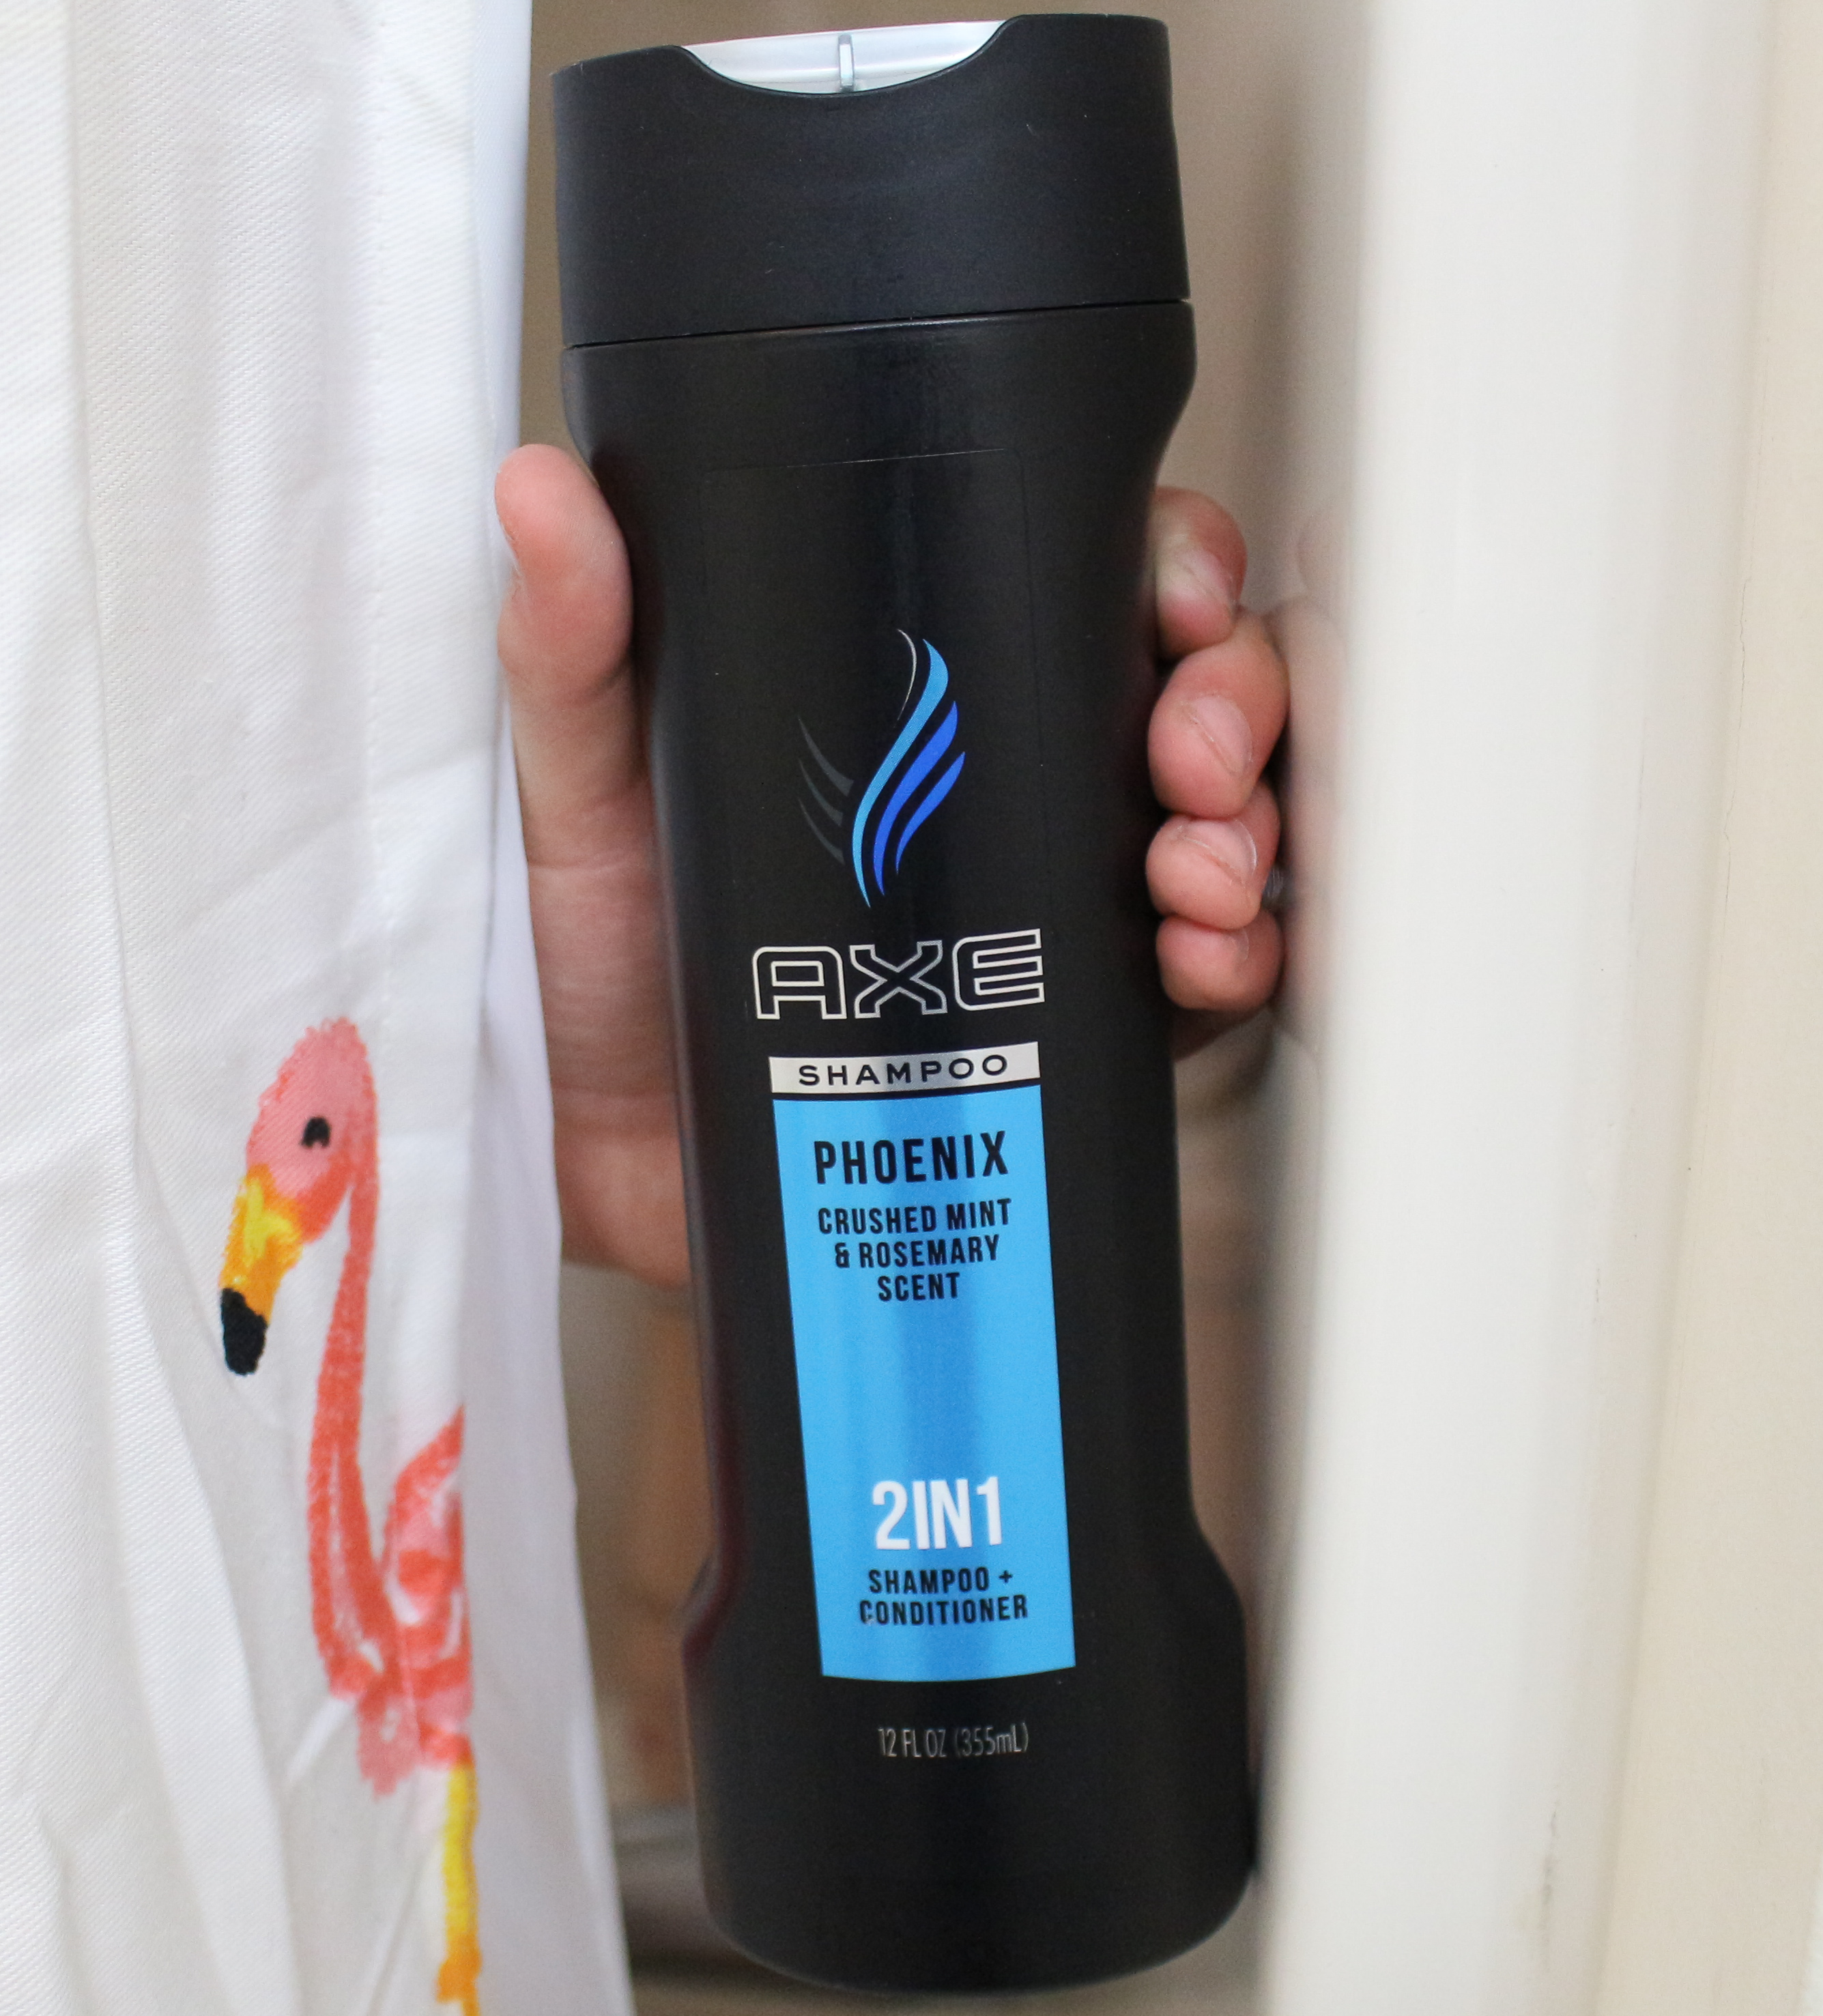 AXE
SHAMPOO
PHOENIX
CRUSHED MINT
& ROSEMARY
SCENT
2IN1
SHAMPOO +
CONDITIONER
12 FL OZ (355mL)